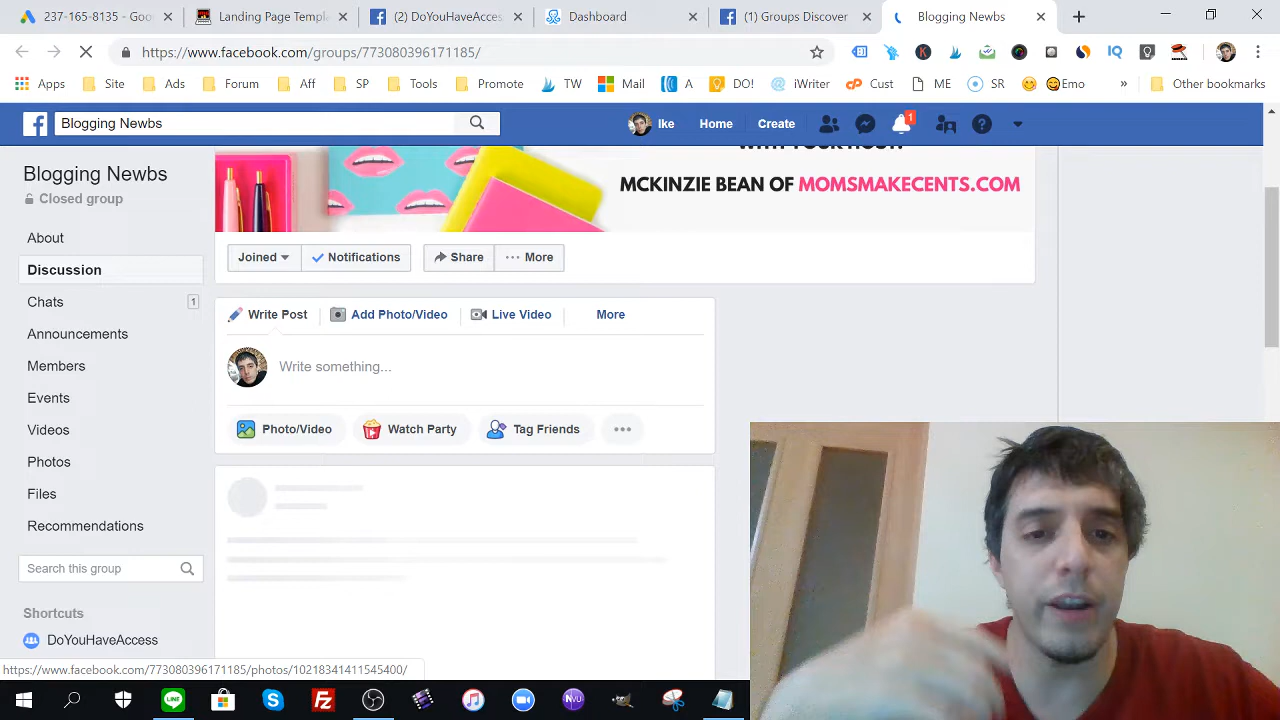 237-165-8135 - Goog
Landing Page Temple
(2) DoYouHaveAcces
Dashboard
(1) Groups Discover
Blogging Newbs
https://www.facebook.com/groups/773080396171185/
Apps
Site
Ads
Forum
Aff
SP
Tools
Promote
TW
Mail
A
DO!
iWriter
Cust
ME
SR
Emo
»
Other bookmarks
Blogging Newbs
Ike
Home
Create
1
MCKINZIE BEAN OF MOMSMAKECENTS.COM
Blogging Newbs
Closed group
About
Discussion
Chats 1
Announcements
Members
Events
Videos
Photos
Files
Recommendations
Search this group
Shortcuts
DoYouHaveAccess
Joined
Notifications
Share
More
Write Post
Add Photo/Video
Live Video
More
Write something...
Photo/Video
Watch Party
Tag Friends
https://www.facebook.com/773080396171185/photos/10218341411545400/